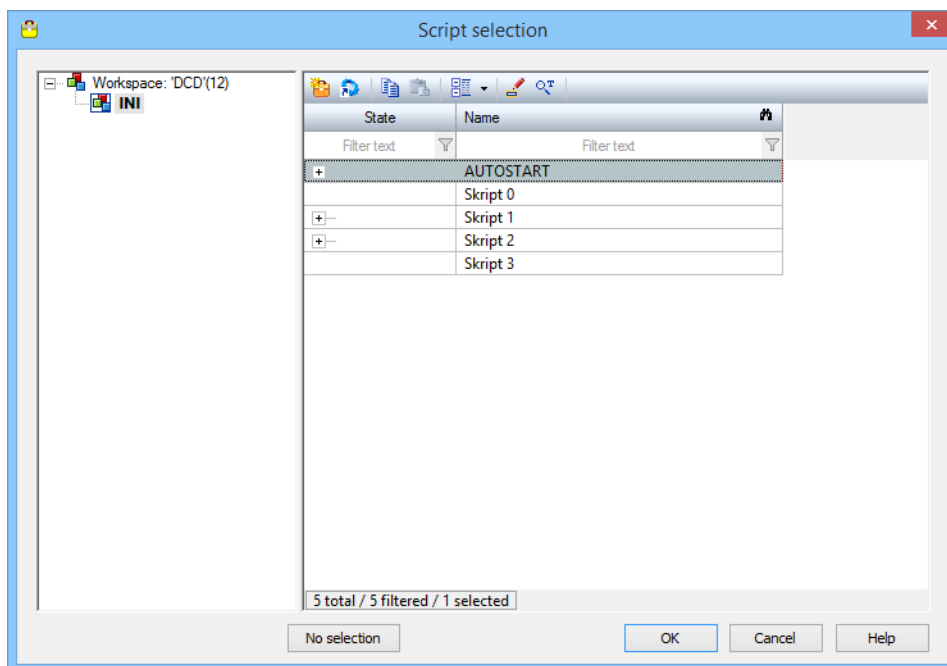 Script selection
Workspace: 'DCD'(12)
INI
State Name
Filter text Filter text
AUTOSTART
Skript 0
Skript 1
Skript 2
Skript 3
5 total / 5 filtered / 1 selected
No selection OK Cancel Help